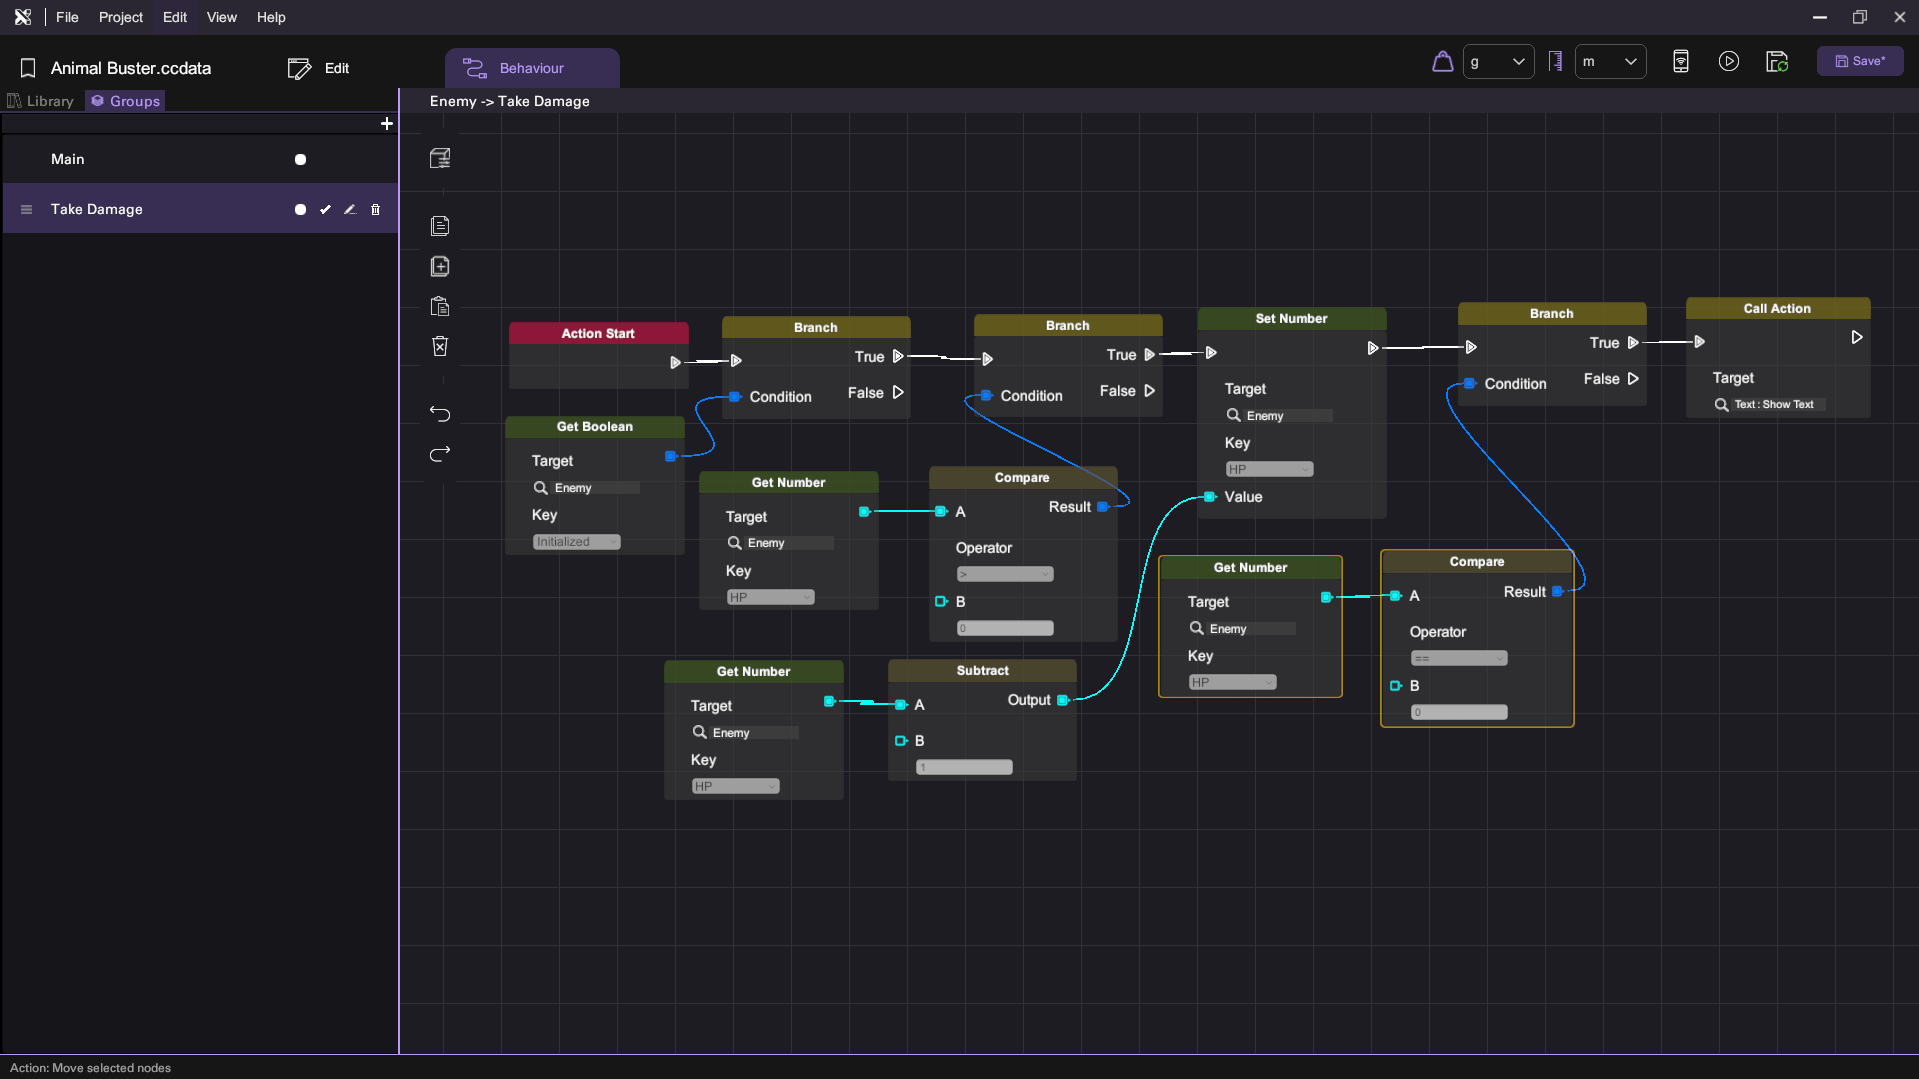 File Project Edit View Help
Animal Buster.ccdata
Edit
Behaviour
g
m
Save*
Library
Groups
Enemy -> Take Damage
Main
Take Damage
Action Start
Branch
True
Condition
False
Branch
True
Condition
False
Set Number
Target
Enemy
Key
HP
Value
Branch
True
Condition
False
Call Action
Target
Text : Show Text
Get Boolean
Target
Enemy
Key
Initialized
Get Number
Target
Enemy
Key
HP
Compare
Result
A
Operator
>
B
0
Get Number
Target
Enemy
Key
HP
Compare
Result
A
Operator
==
B
0
Get Number
Target
Enemy
Key
HP
Subtract
Output
A
B
1
Action: Move selected nodes